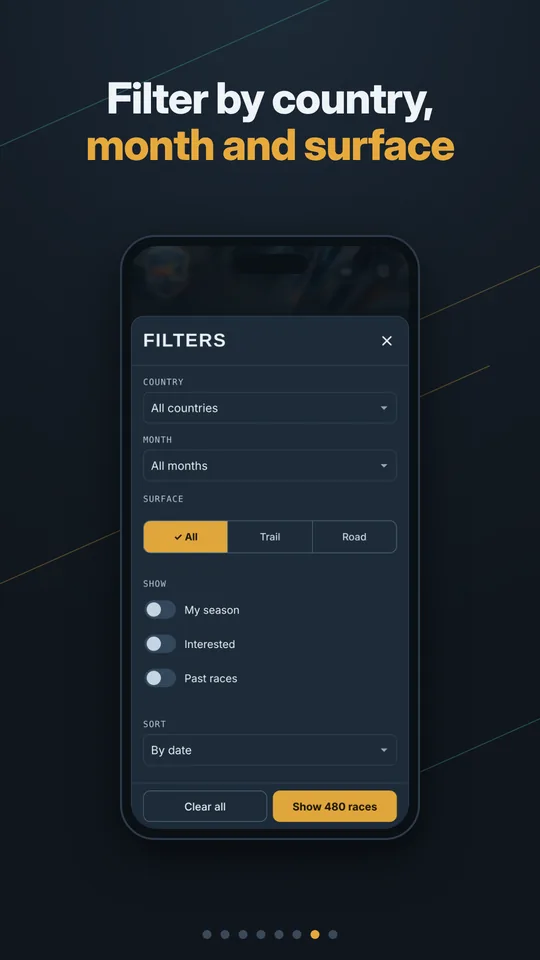 Filter by country,
month and surface
FILTERS
COUNTRY
All countries
MONTH
All months
SURFACE
✓ All Trail Road
SHOW
My season
Interested
Past races
SORT
By date
Clear all Show 480 races